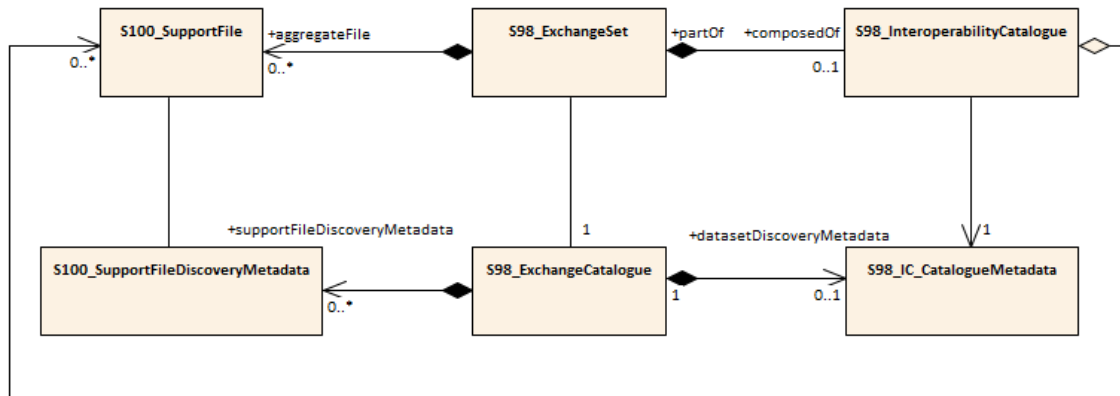 S100_SupportFile
+aggregateFile
0..*
0..*
S98_ExchangeSet
+partOf
+composedOf
0..1
S98_InteroperabilityCatalogue
+supportFileDiscoveryMetadata
1
+datasetDiscoveryMetadata
1
S100_SupportFileDiscoveryMetadata
0..*
S98_ExchangeCatalogue
1
0..1
S98_IC_CatalogueMetadata